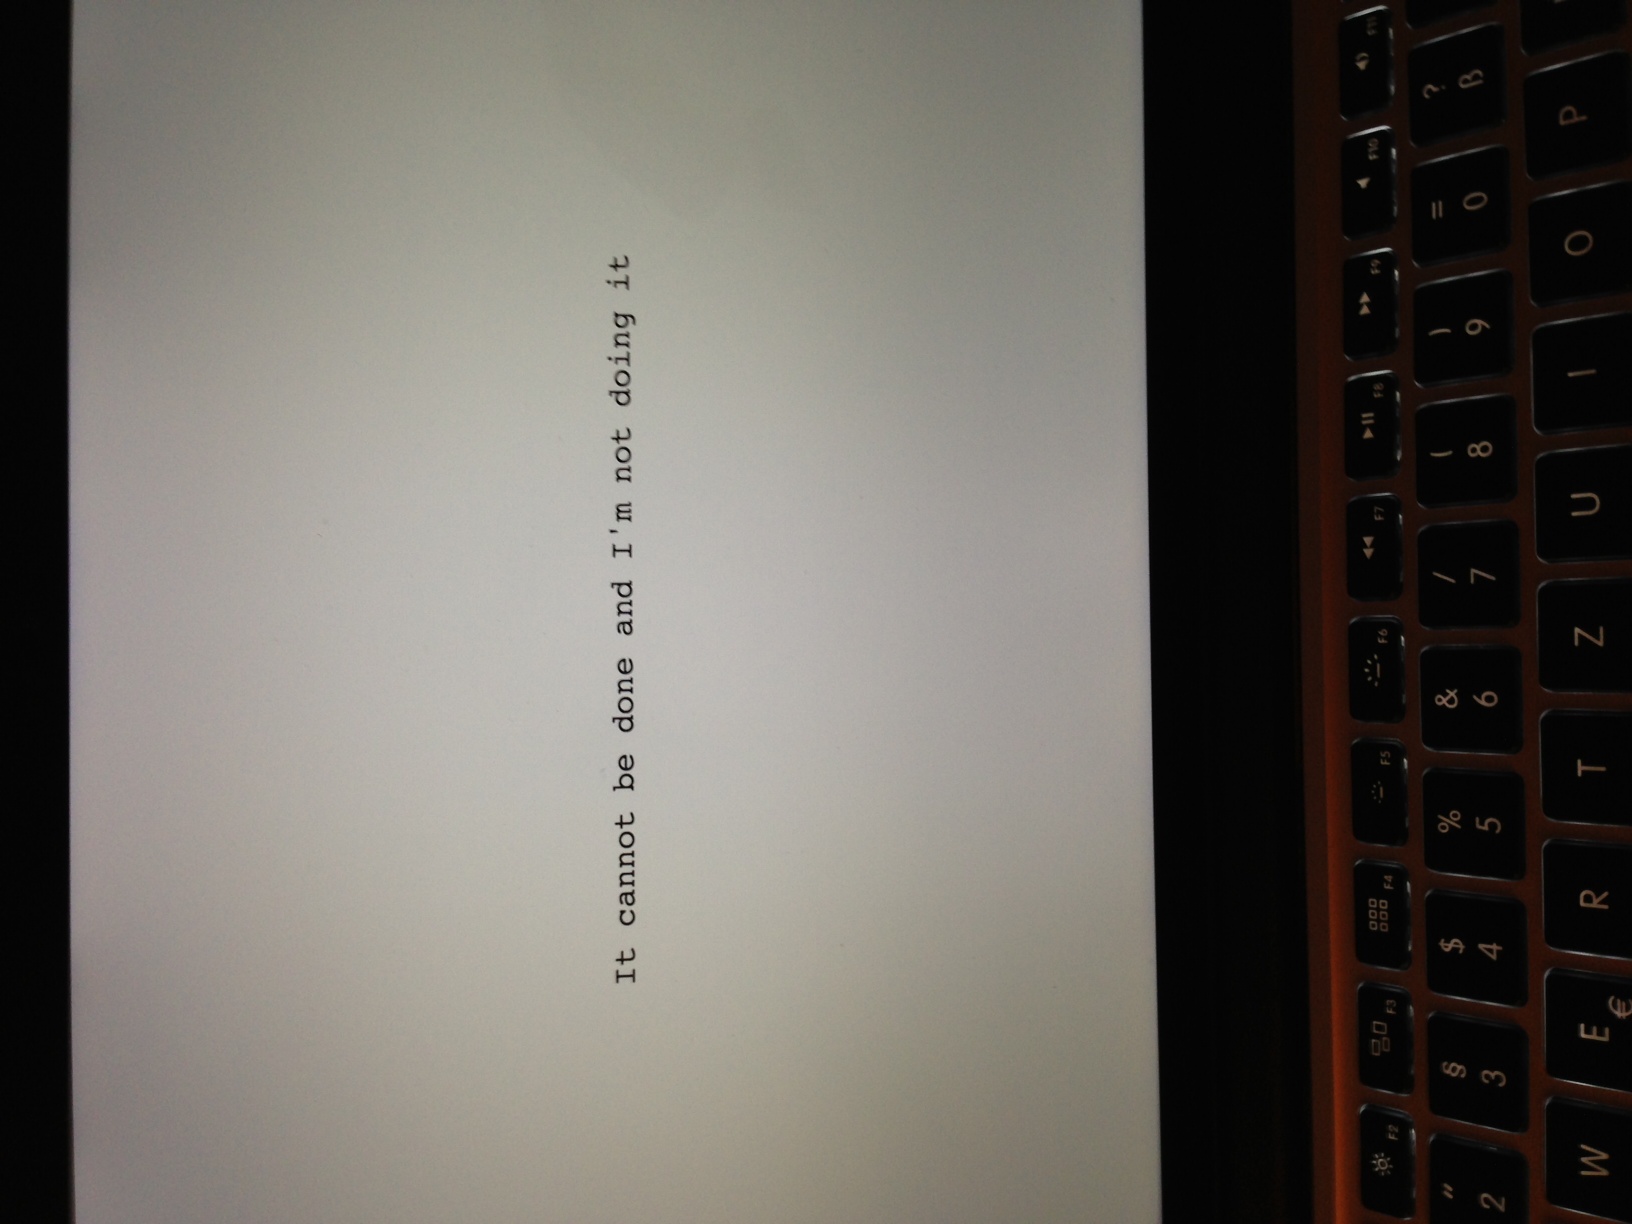 It cannot be done and I'm not doing it
F2 F3 F4 F5 F6 F7 F8 F9 F10 F11
" § $ % & / ( ) = ?
2 3 4 5 6 7 8 9 0 ß
W E € R T Z U I O P